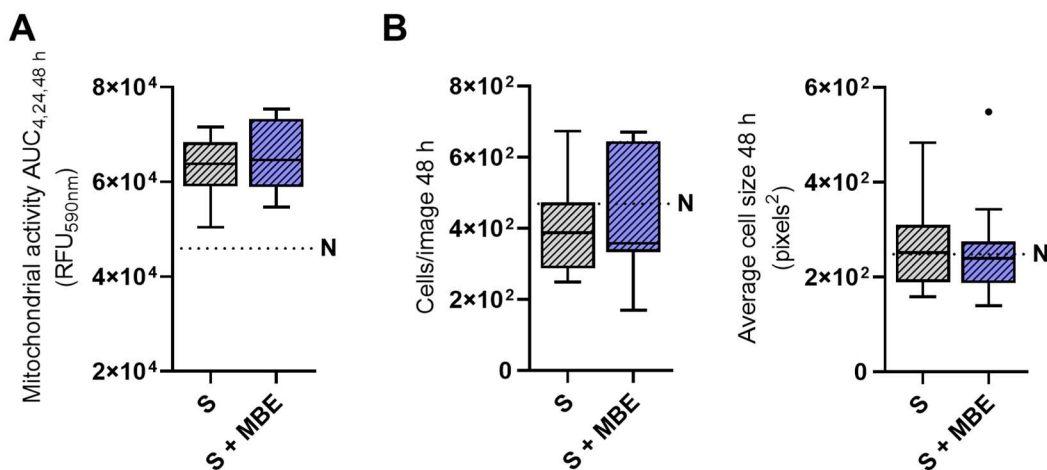 A
Mitochondrial activity AUC4,24,48 h
(RFU590nm)
8×10⁴
6×10⁴
4×10⁴
2×10⁴
N
S
S + MBE
B
Cells/image 48 h
8×10²
6×10²
4×10²
2×10²
0
N
S
S + MBE
Average cell size 48 h
(pixels²)
6×10²
4×10²
2×10²
0
N
S
S + MBE